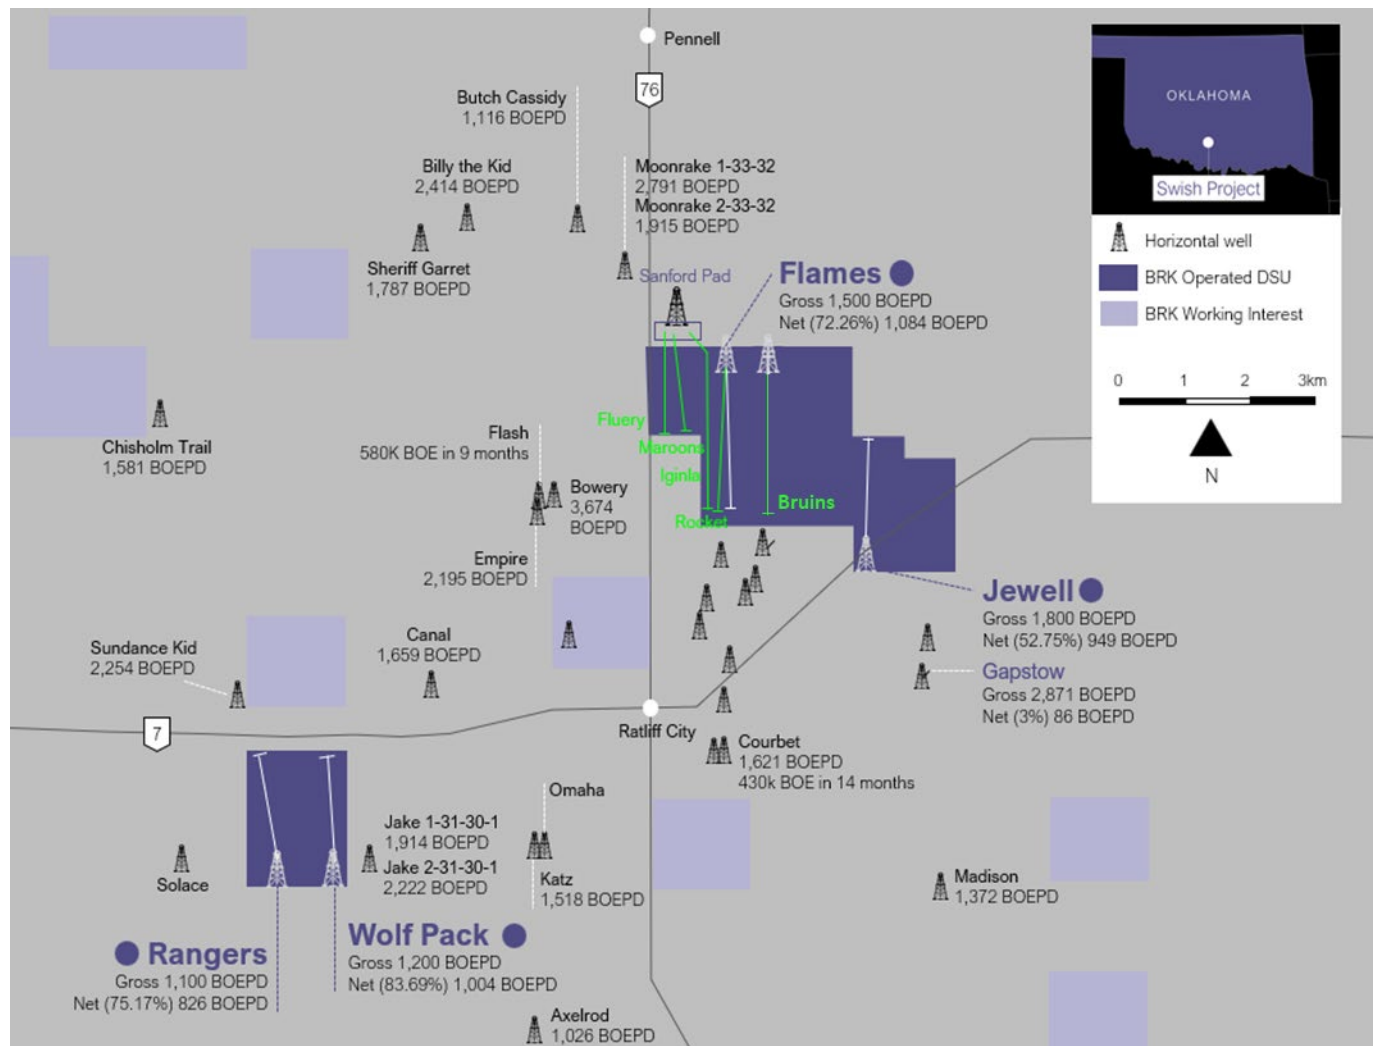 Pennell
76
Butch Cassidy
1,116 BOEPD
Billy the Kid
2,414 BOEPD
Moonrake 1-33-32
2,791 BOEPD
Moonrake 2-33-32
1,915 BOEPD
Sheriff Garret
1,787 BOEPD
Sanford Pad
Flames
Gross 1,500 BOEPD
Net (72.26%) 1,084 BOEPD
OKLAHOMA
Swish Project
Horizontal well
BRK Operated DSU
BRK Working Interest
0 1 2 3km
N
Chisholm Trail
1,581 BOEPD
Flash
580K BOE in 9 months
Bowery
3,674
BOEPD
Empire
2,195 BOEPD
Fluery
Maroons
Iginla
Rocket
Bruins
Jewell
Gross 1,800 BOEPD
Net (52.75%) 949 BOEPD
Gapstow
Gross 2,871 BOEPD
Net (3%) 86 BOEPD
Sundance Kid
2,254 BOEPD
Canal
1,659 BOEPD
7
Ratliff City
Courbet
1,621 BOEPD
430k BOE in 14 months
Omaha
Jake 1-31-30-1
1,914 BOEPD
Jake 2-31-30-1
2,222 BOEPD
Solace
Katz
1,518 BOEPD
Madison
1,372 BOEPD
Rangers
Gross 1,100 BOEPD
Net (75.17%) 826 BOEPD
Wolf Pack
Gross 1,200 BOEPD
Net (83.69%) 1,004 BOEPD
Axelrod
1,026 BOEPD